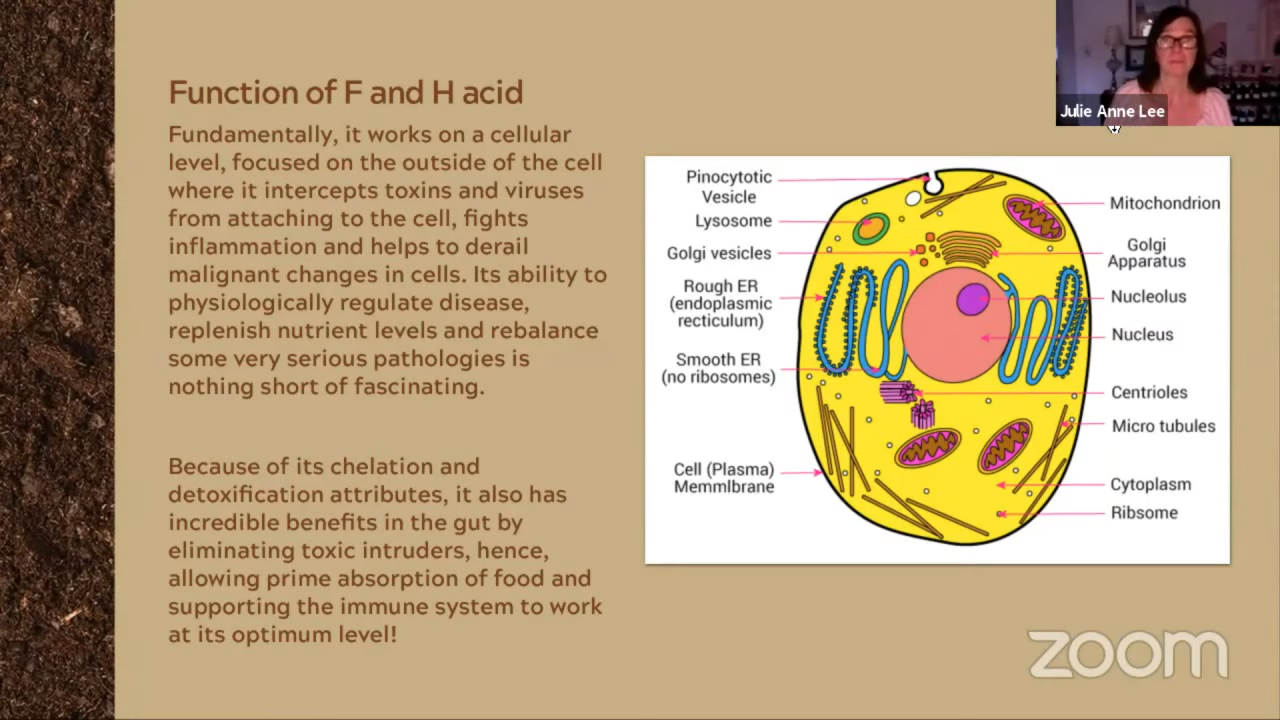 Function of F and H acid
Fundamentally, it works on a cellular
level, focused on the outside of the cell
where it intercepts toxins and viruses
from attaching to the cell, fights
inflammation and helps to derail
malignant changes in cells. Its ability to
physiologically regulate disease,
replenish nutrient levels and rebalance
some very serious pathologies is
nothing short of fascinating.
Because of its chelation and
detoxification attributes, it also has
incredible benefits in the gut by
eliminating toxic intruders, hence,
allowing prime absorption of food and
supporting the immune system to work
at its optimum level!
Julie Anne Lee
Pinocytotic
Vesicle
Lysosome
Golgi vesicles
Rough ER
(endoplasmic
recticulum)
Smooth ER
(no ribosomes)
Cell (Plasma)
Memmlbrane
Mitochondrion
Golgi
Apparatus
Nucleolus
Nucleus
Centrioles
Micro tubules
Cytoplasm
Ribsome
zoom